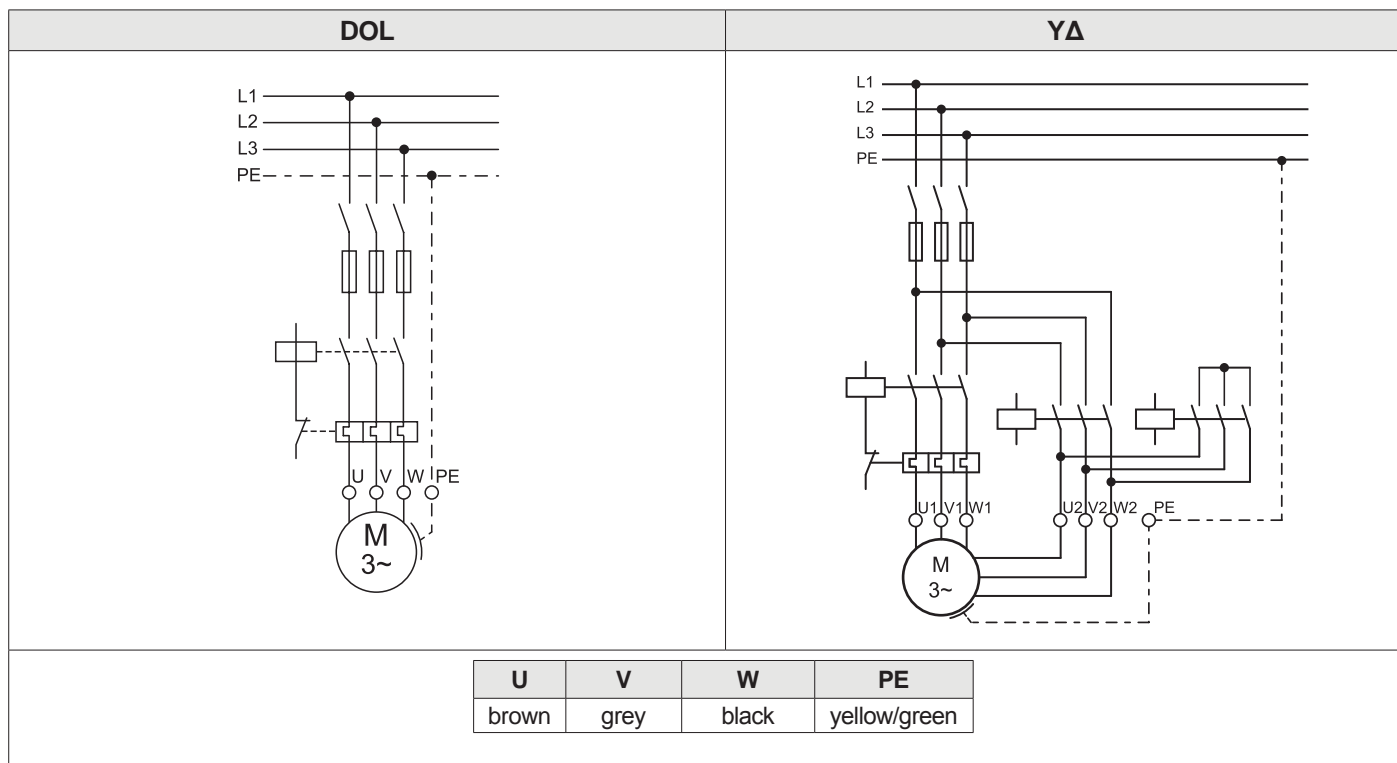 DOL
YΔ
L1
L2
L3
PE
U V W PE
M
3~
L1
L2
L3
PE
U1 V1 W1 U2 V2 W2 PE
M
3~
U V W PE
brown grey black yellow/green